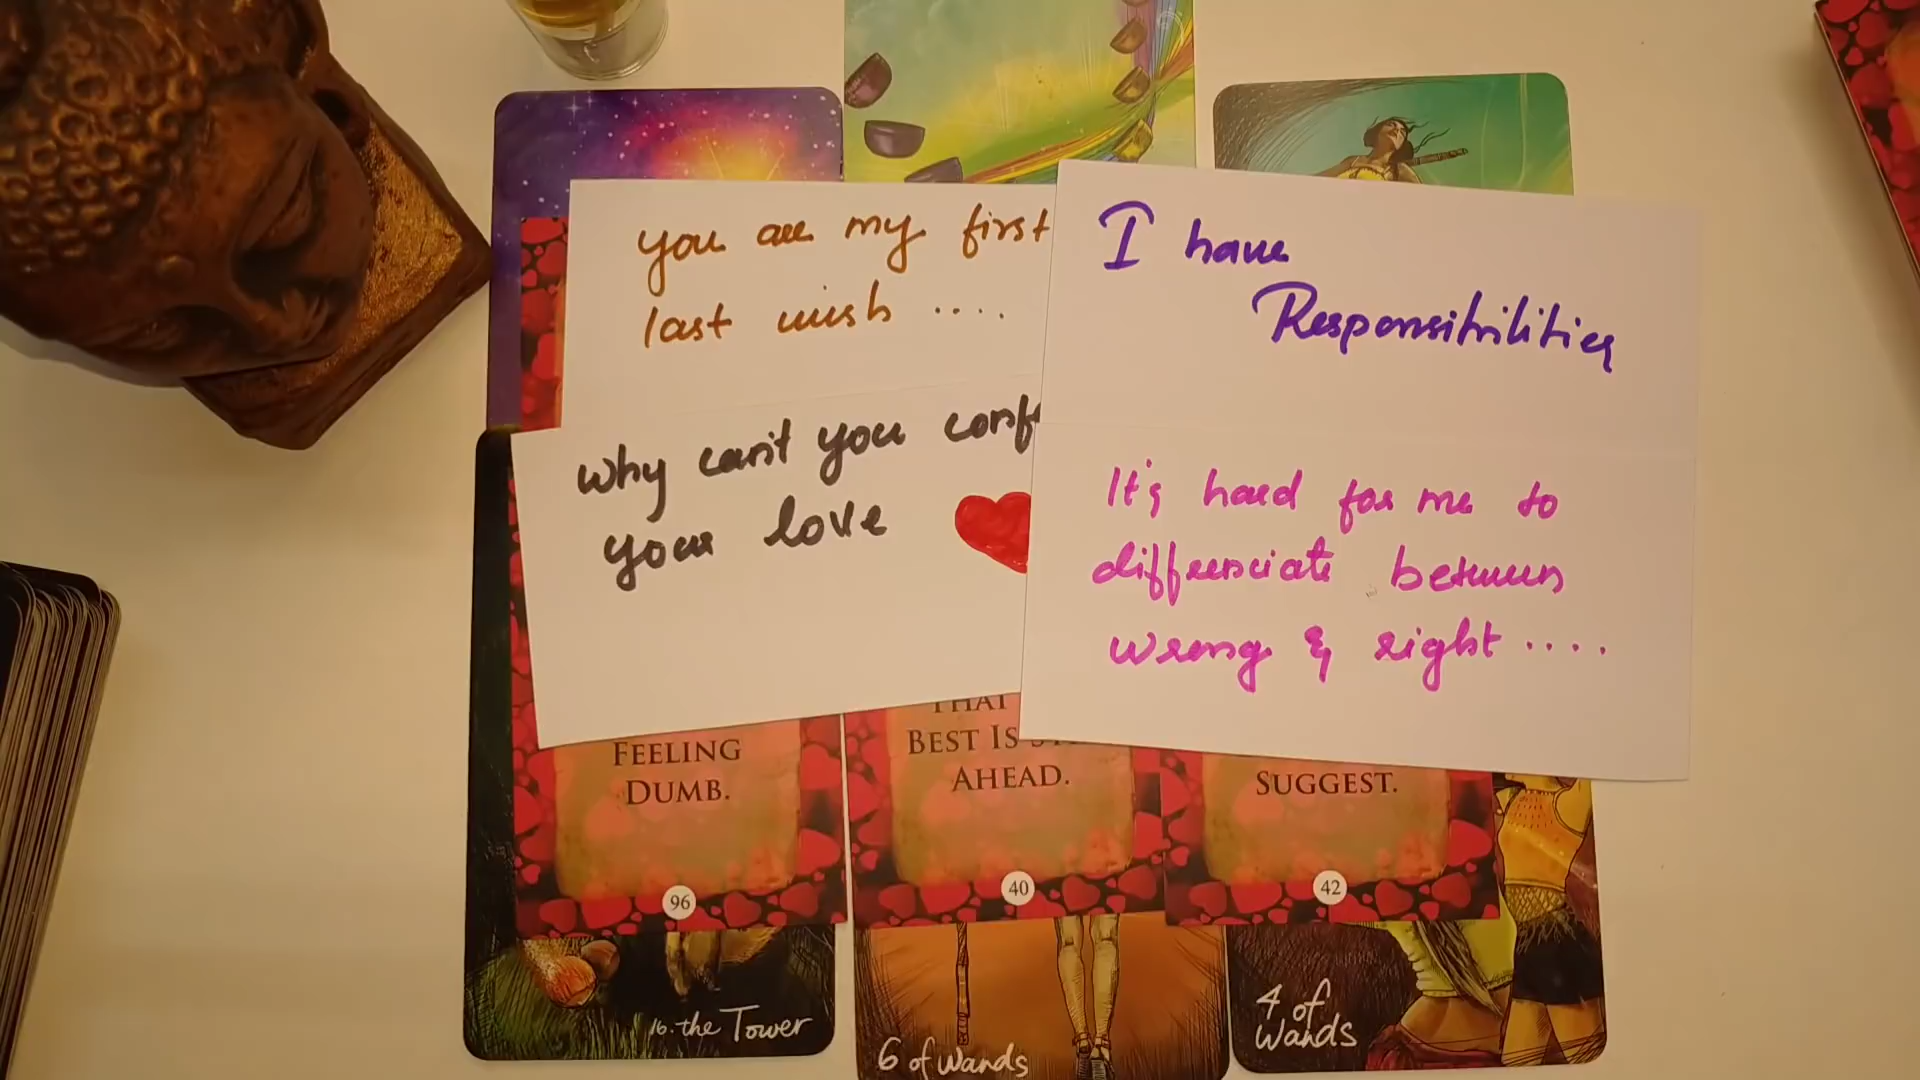 you are my first
last wish ....
Why can't you conf
your love
I have
Responsibilities
It's hard for me to
differenciate between
wrong & right ....
FEELING
DUMB.
96
THAT
BEST IS
AHEAD.
40
SUGGEST.
42
16. the Tower
6 of Wands
4 of
Wands